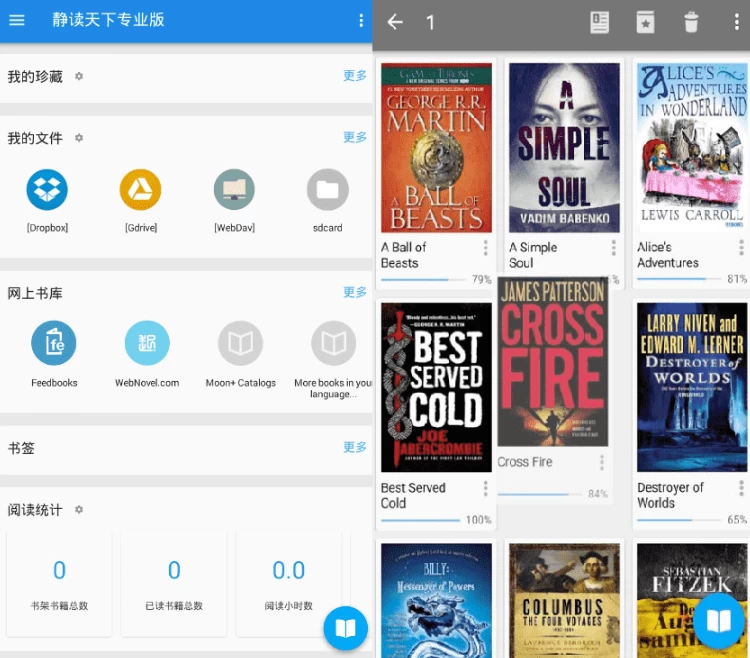 静读天下专业版
我的珍藏
更多
我的文件
更多
[Dropbox]
[Gdrive]
[WebDav]
sdcard
网上书库
更多
Feedbooks
WebNovel.com
Moon+ Catalogs
More books in your
language...
书签
更多
阅读统计
0
0
0.0
书架书籍总数
已读书籍总数
阅读小时数
1
GAME OF THRONES
GEORGE R.R.
MARTIN
A BALL OF
BEASTS
A Ball of
Beasts
79%
A
SIMPLE
SOUL
VADIM BABENKO
A Simple
Soul
ALICE'S
ADVENTURES
IN WONDERLAND
LEWIS CARROLL
Alice's
Adventures
81%
BEST
SERVED
COLD
JOE
ABERCROMBIE
Best Served
Cold
100%
JAMES PATTERSON
CROSS
FIRE
Cross Fire
84%
LARRY NIVEN and
EDWARD M. LERNER
DESTROYER of
WORLDS
Destroyer of
Worlds
65%
BILLY:
Messenger of Powers
COLUMBUS
THE FOUR VOYAGES
SEBASTIAN
FITZEK